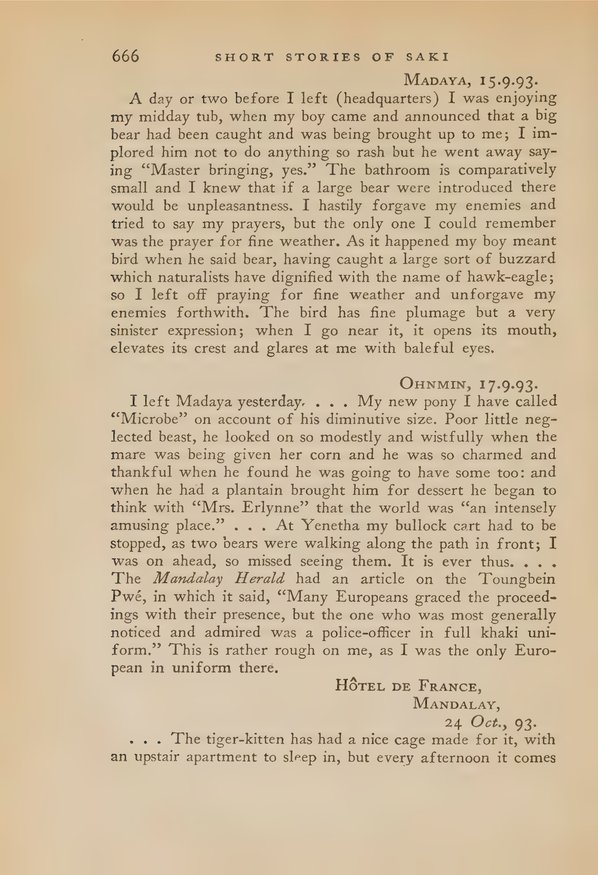 666 SHORT STORIES OF SAKI
MADAYA, 15.9.93.
A day or two before I left (headquarters) I was enjoying
my midday tub, when my boy came and announced that a big
bear had been caught and was being brought up to me; I im-
plored him not to do anything so rash but he went away say-
ing “Master bringing, yes.” The bathroom is comparatively
small and I knew that if a large bear were introduced there
would be unpleasantness. I hastily forgave my enemies and
tried to say my prayers, but the only one I could remember
was the prayer for fine weather. As it happened my boy meant
bird when he said bear, having caught a large sort of buzzard
which naturalists have dignified with the name of hawk-eagle;
so I left off praying for fine weather and unforgave my
enemies forthwith. The bird has fine plumage but a very
sinister expression; when I go near it, it opens its mouth,
elevates its crest and glares at me with baleful eyes.
OHNMIN, 17.9.93.
I left Madaya yesterday. . . . My new pony I have called
“Microbe” on account of his diminutive size. Poor little neg-
lected beast, he looked on so modestly and wistfully when the
mare was being given her corn and he was so charmed and
thankful when he found he was going to have some too: and
when he had a plantain brought him for dessert he began to
think with “Mrs. Erlynne” that the world was “an intensely
amusing place.” . . . At Yenetha my bullock cart had to be
stopped, as two bears were walking along the path in front; I
was on ahead, so missed seeing them. It is ever thus. . . .
The Mandalay Herald had an article on the Toungbein
Pwé, in which it said, “Many Europeans graced the proceed-
ings with their presence, but the one who was most generally
noticed and admired was a police-officer in full khaki uni-
form.” This is rather rough on me, as I was the only Euro-
pean in uniform there.
HÔTEL DE FRANCE,
MANDALAY,
24 Oct., 93.
. . . The tiger-kitten has had a nice cage made for it, with
an upstair apartment to sleep in, but every afternoon it comes